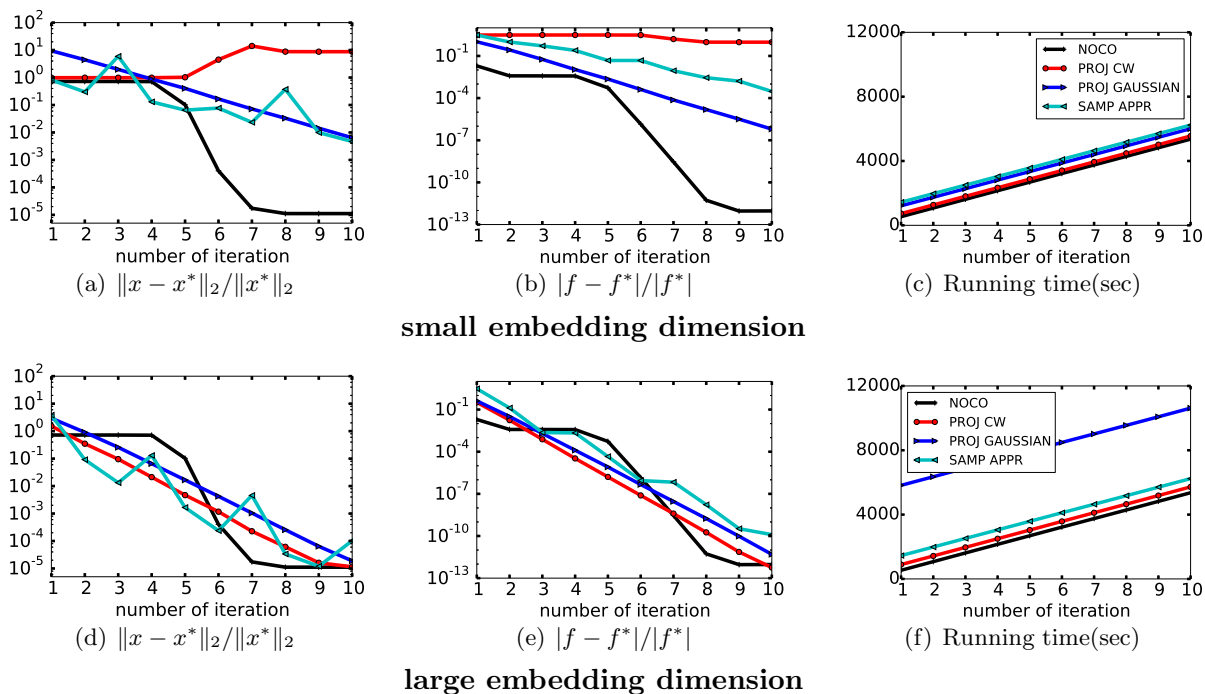 10^2
10^1
10^0
10^-1
10^-2
10^-3
10^-4
10^-5
1 2 3 4 5 6 7 8 9 10
number of iteration
(a) ‖x − x*‖₂/‖x*‖₂
10^-1
10^-4
10^-7
10^-10
10^-13
1 2 3 4 5 6 7 8 9 10
number of iteration
(b) |f − f*|/|f*|
12000
8000
4000
0
NOCO
PROJ CW
PROJ GAUSSIAN
SAMP APPR
1 2 3 4 5 6 7 8 9 10
number of iteration
(c) Running time(sec)
small embedding dimension
10^2
10^1
10^0
10^-1
10^-2
10^-3
10^-4
10^-5
1 2 3 4 5 6 7 8 9 10
number of iteration
(d) ‖x − x*‖₂/‖x*‖₂
10^-1
10^-4
10^-7
10^-10
10^-13
1 2 3 4 5 6 7 8 9 10
number of iteration
(e) |f − f*|/|f*|
12000
8000
4000
0
NOCO
PROJ CW
PROJ GAUSSIAN
SAMP APPR
1 2 3 4 5 6 7 8 9 10
number of iteration
(f) Running time(sec)
large embedding dimension